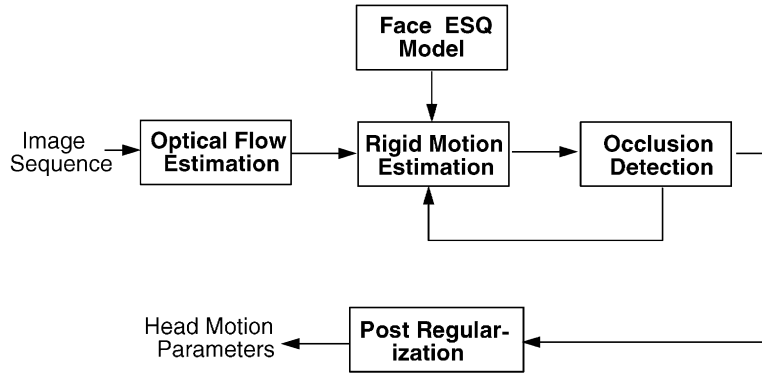 Face ESQ
Model
Image
Sequence
Optical Flow
Estimation
Rigid Motion
Estimation
Occlusion
Detection
Head Motion
Parameters
Post Regular-
ization